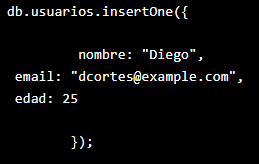 db.usuarios.insertOne({
nombre: "Diego",
email: "dcortes@example.com",
edad: 25
});